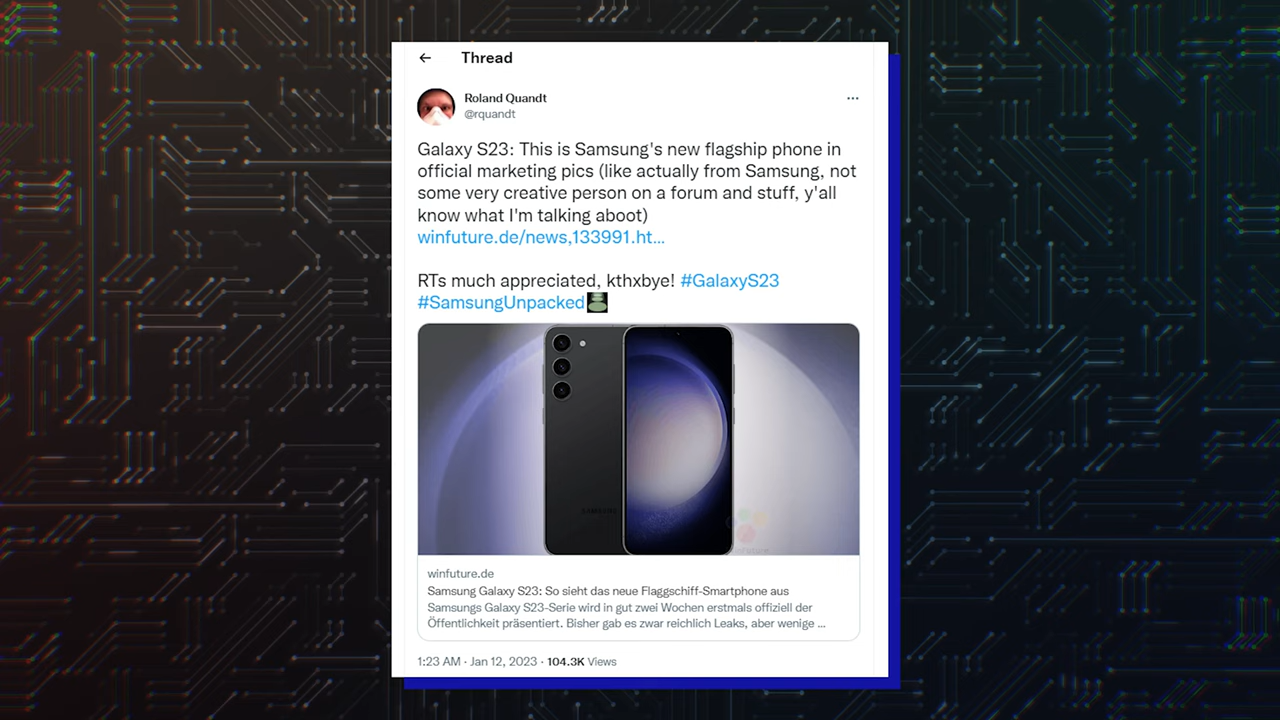 Thread
Roland Quandt
@rquandt
Galaxy S23: This is Samsung's new flagship phone in
official marketing pics (like actually from Samsung, not
some very creative person on a forum and stuff, y'all
know what I'm talking aboot)
winfuture.de/news,133991.ht...
RTs much appreciated, kthxbye! #GalaxyS23
#SamsungUnpacked
SAMSUNG
winfuture.de
Samsung Galaxy S23: So sieht das neue Flaggschiff-Smartphone aus
Samsungs Galaxy S23-Serie wird in gut zwei Wochen erstmals offiziell der
Öffentlichkeit präsentiert. Bisher gab es zwar reichlich Leaks, aber wenige ...
1:23 AM · Jan 12, 2023 · 104.3K Views